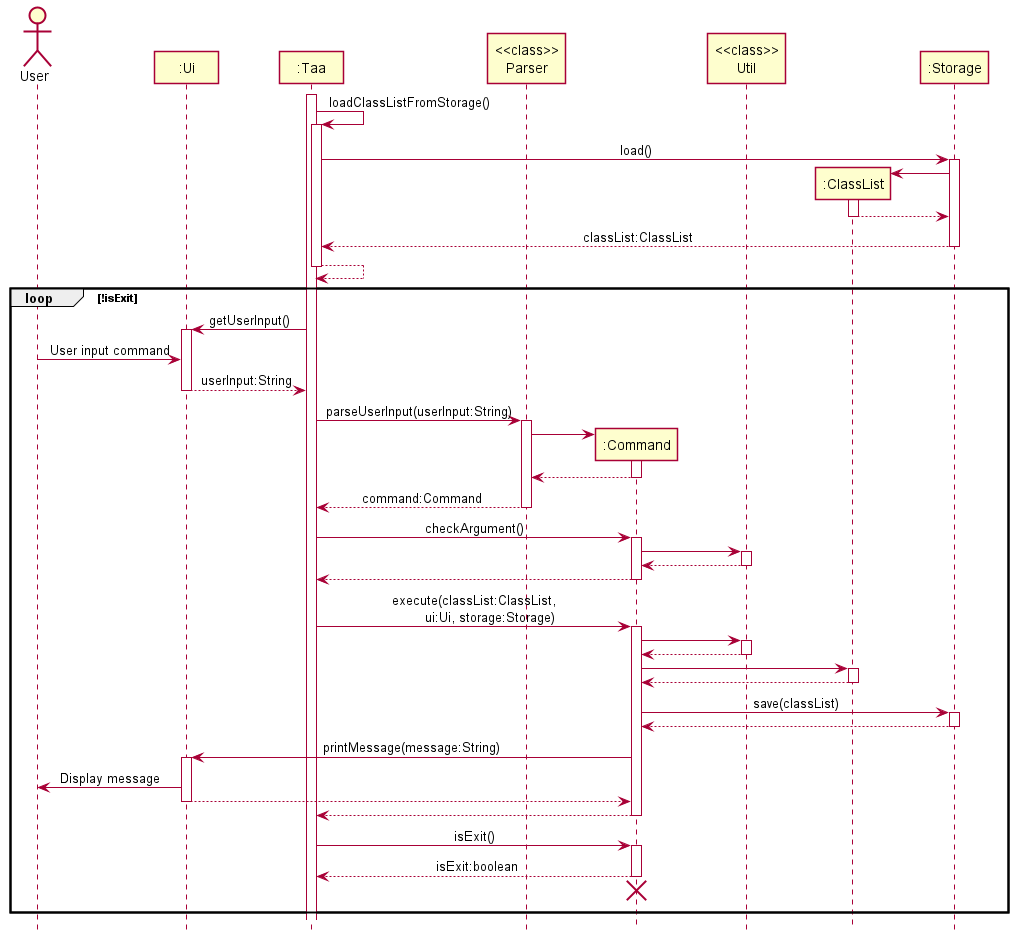 User
:Ui
:Taa
<<class>>
Parser
<<class>>
Util
:Storage
loadClassListFromStorage()
load()
:ClassList
classList:ClassList
loop
[!isExit]
getUserInput()
User input command
userInput:String
parseUserInput(userInput:String)
:Command
command:Command
checkArgument()
execute(classList:ClassList,
ui:Ui, storage:Storage)
save(classList)
printMessage(message:String)
Display message
isExit()
isExit:boolean